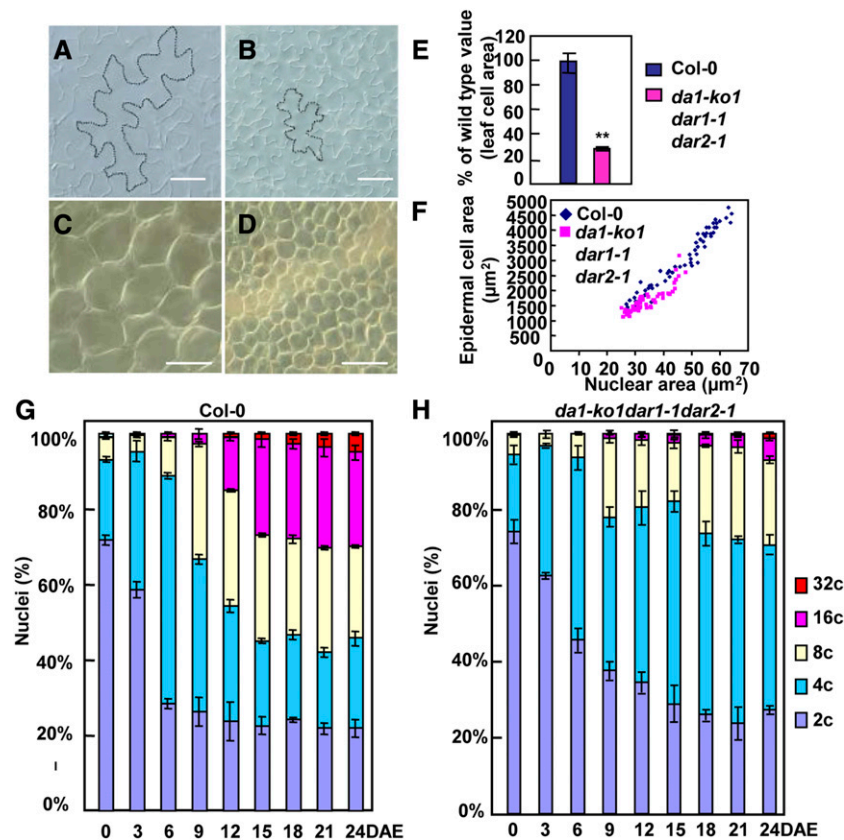 A
B
C
D
E
% of wild type value
(leaf cell area)
120
100
80
60
40
20
0
**
Col-0
da1-ko1
dar1-1
dar2-1
F
Epidermal cell area
(µm²)
5000
4500
4000
3500
3000
2500
2000
1500
1000
500
0
Col-0
da1-ko1
dar1-1
dar2-1
0 10 20 30 40 50 60 70
Nuclear area (µm²)
G
Col-0
Nuclei (%)
100%
80%
60%
40%
20%
0%
0 3 6 9 12 15 18 21 24DAE
H
da1-ko1dar1-1dar2-1
Nuclei (%)
100%
80%
60%
40%
20%
0%
0 3 6 9 12 15 18 21 24DAE
32c
16c
8c
4c
2c